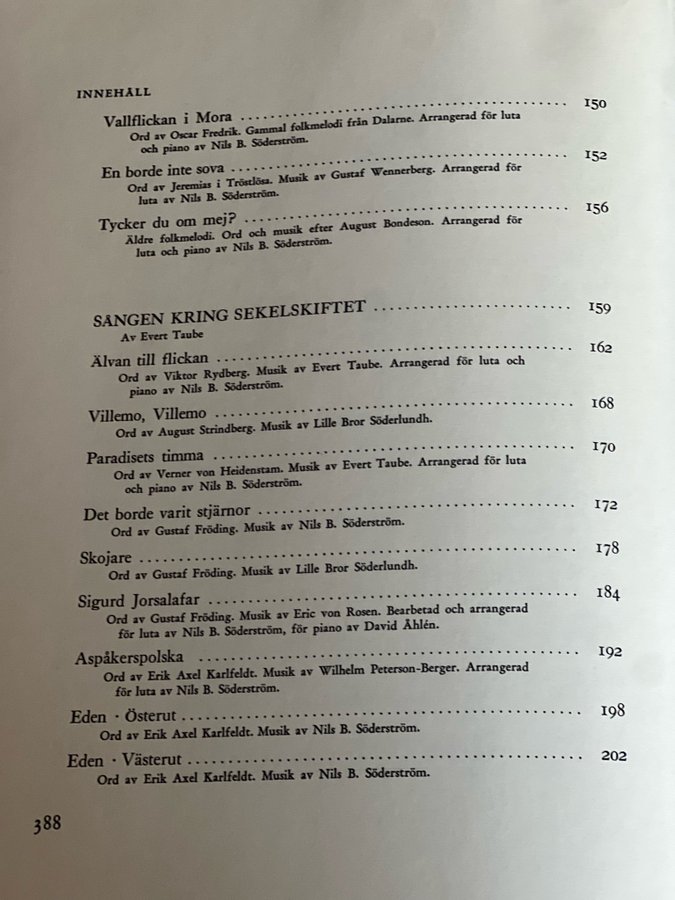 INNEHÅLL
Vallflickan i Mora ........................................ 150
Ord av Oscar Fredrik. Gammal folkmelodi från Dalarne. Arrangerad för luta
och piano av Nils B. Söderström.
En borde inte sova ........................................ 152
Ord av Jeremias i Tröstlösa. Musik av Gustaf Wennerberg. Arrangerad för
luta av Nils B. Söderström.
Tycker du om mej? ........................................ 156
Äldre folkmelodi. Ord och musik efter August Bondeson. Arrangerad för
luta och piano av Nils B. Söderström.
SÅNGEN KRING SEKELSKIFTET ........................ 159
Av Evert Taube
Älvan till flickan ........................................ 162
Ord av Viktor Rydberg. Musik av Evert Taube. Arrangerad för luta och
piano av Nils B. Söderström.
Villemo, Villemo ........................................ 168
Ord av August Strindberg. Musik av Lille Bror Söderlundh.
Paradisets timma ........................................ 170
Ord av Verner von Heidenstam. Musik av Evert Taube. Arrangerad för luta
och piano av Nils B. Söderström.
Det borde varit stjärnor ................................ 172
Ord av Gustaf Fröding. Musik av Nils B. Söderström.
Skojare ................................................ 178
Ord av Gustaf Fröding. Musik av Lille Bror Söderlundh.
Sigurd Jorsalafar ........................................ 184
Ord av Gustaf Fröding. Musik av Eric von Rosen. Bearbetad och arrangerad
för luta av Nils B. Söderström, för piano av David Åhlén.
Aspåkerspolska ........................................ 192
Ord av Erik Axel Karlfeldt. Musik av Wilhelm Peterson-Berger. Arrangerad
för luta av Nils B. Söderström.
Eden · Österut ........................................ 198
Ord av Erik Axel Karlfeldt. Musik av Nils B. Söderström.
Eden · Västerut ........................................ 202
Ord av Erik Axel Karlfeldt. Musik av Nils B. Söderström.
388